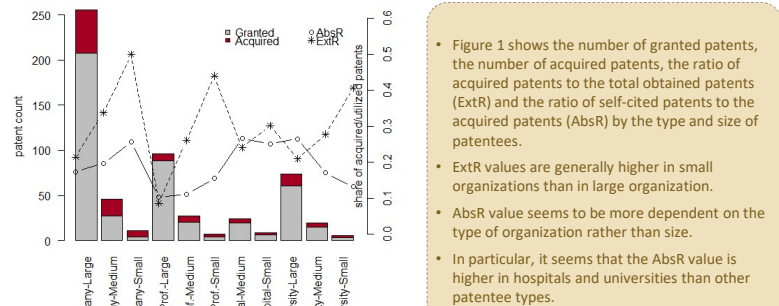 250
200
150
100
50
0
patent count
Granted
Acquired
AbsR
ExtR
0.6
0.5
0.4
0.3
0.2
0.1
0.0
share of acquired/utilized patents
any-Large
y-Medium
any-Small
Prof.-Large
f.-Medium
Prof.-Small
al-Medium
pital-Small
rsity-Large
ty-Medium
rsity-Small
• Figure 1 shows the number of granted patents,
the number of acquired patents, the ratio of
acquired patents to the total obtained patents
(ExtR) and the ratio of self-cited patents to the
acquired patents (AbsR) by the type and size of
patentees.
• ExtR values are generally higher in small
organizations than in large organization.
• AbsR value seems to be more dependent on the
type of organization rather than size.
• In particular, it seems that the AbsR value is
higher in hospitals and universities than other
patentee types.